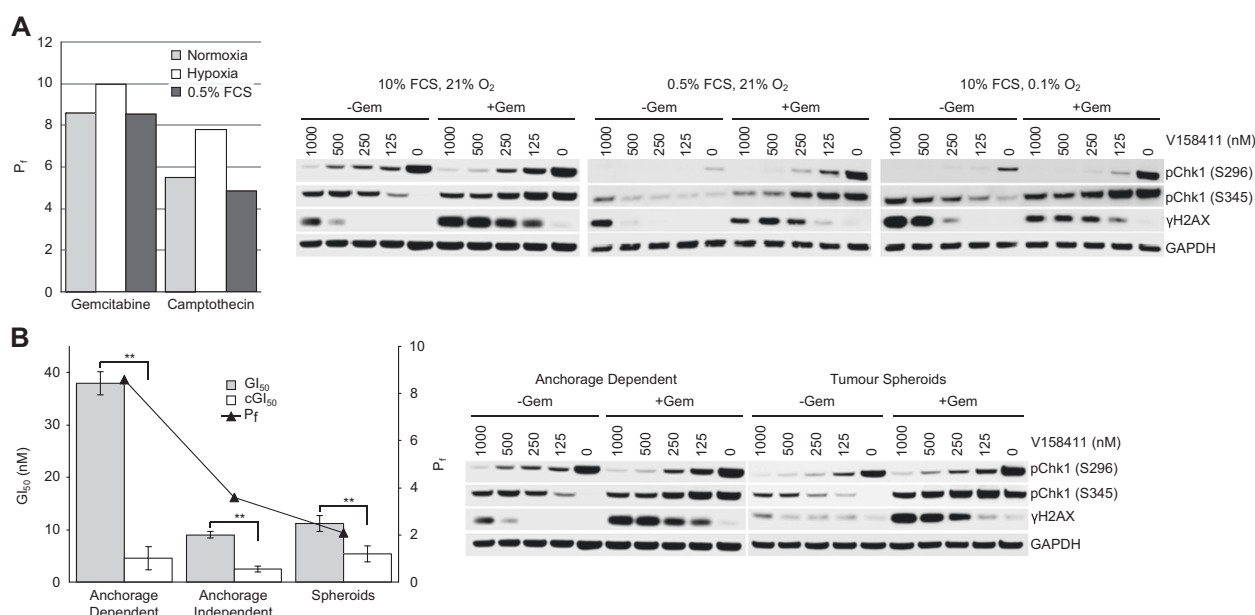 A
12
10
8
6
4
2
0
Pf
Normoxia
Hypoxia
0.5% FCS
Gemcitabine
Camptothecin
10% FCS, 21% O2
0.5% FCS, 21% O2
10% FCS, 0.1% O2
-Gem
+Gem
-Gem
+Gem
-Gem
+Gem
1000 500 250 125 0 1000 500 250 125 0
1000 500 250 125 0 1000 500 250 125 0
1000 500 250 125 0 1000 500 250 125 0
V158411 (nM)
pChk1 (S296)
pChk1 (S345)
γH2AX
GAPDH
B
40
30
20
10
0
GI50 (nM)
**
**
**
GI50
cGI50
Pf
10
8
6
4
2
0
Pf
Anchorage
Dependent
Anchorage
Independent
Spheroids
Anchorage Dependent
Tumour Spheroids
-Gem
+Gem
-Gem
+Gem
1000 500 250 125 0 1000 500 250 125 0
1000 500 250 125 0 1000 500 250 125 0
V158411 (nM)
pChk1 (S296)
pChk1 (S345)
γH2AX
GAPDH